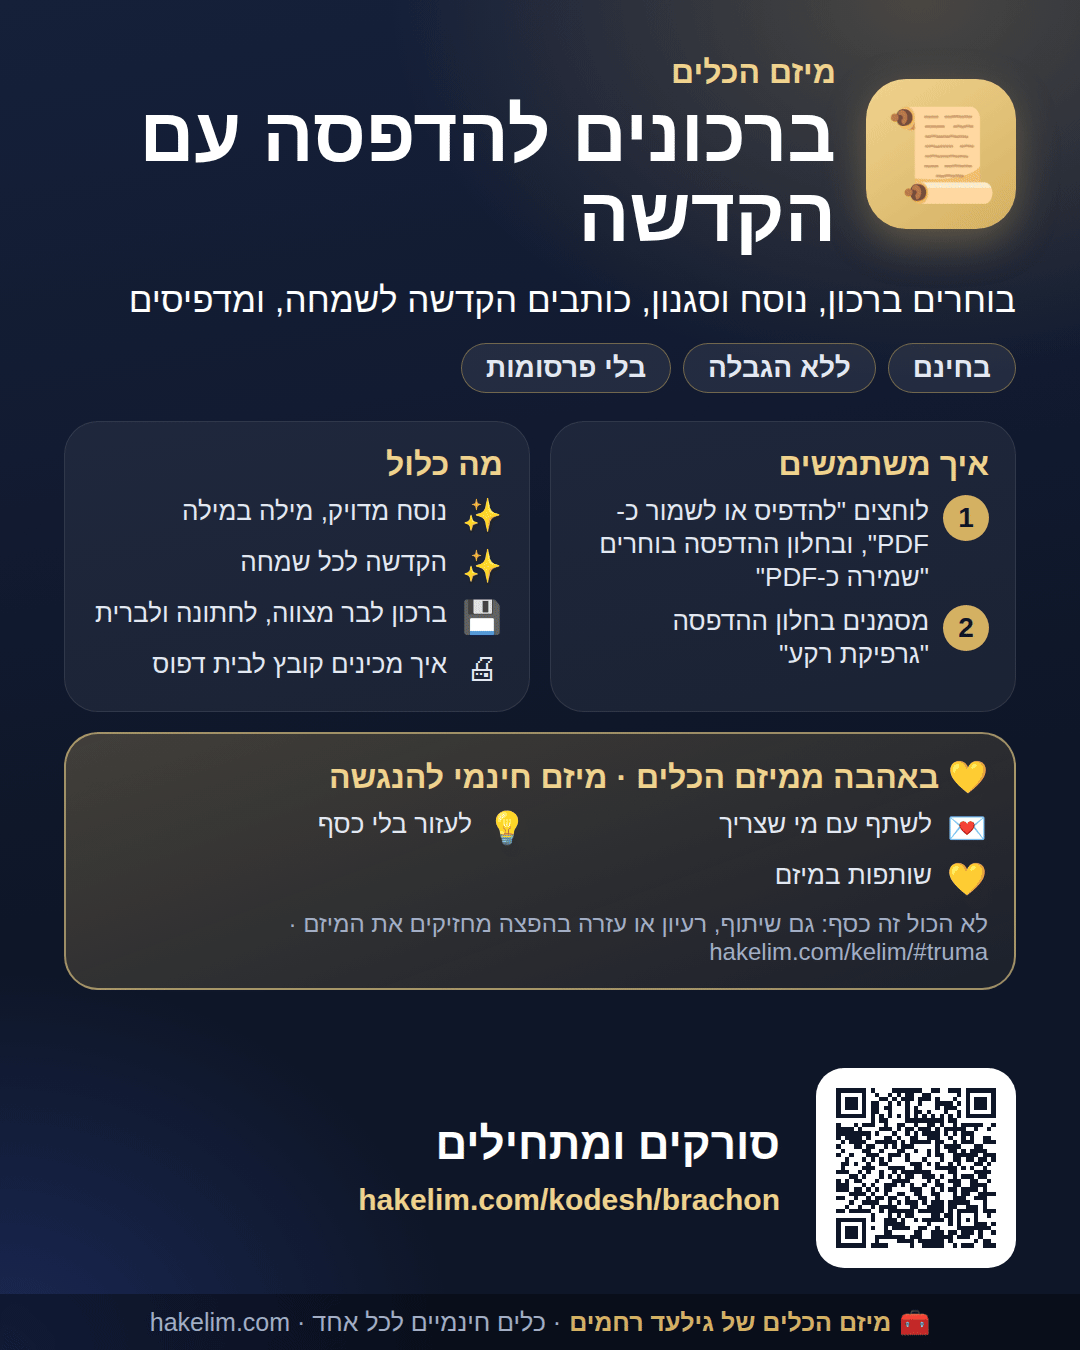 מיזם הכלים
ברכונים להדפסה עם
הקדשה
בוחרים ברכון, נוסח וסגנון, כותבים הקדשה לשמחה, ומדפיסים
בחינם
ללא הגבלה
בלי פרסומות
איך משתמשים
1
לוחצים "להדפיס או לשמור כ-
PDF", ובחלון ההדפסה בוחרים
"שמירה כ-PDF"
2
מסמנים בחלון ההדפסה
"גרפיקת רקע"
מה כלול
נוסח מדויק, מילה במילה
הקדשה לכל שמחה
ברכון לבר מצווה, לחתונה ולברית
איך מכינים קובץ לבית דפוס
באהבה ממיזם הכלים · מיזם חינמי להנגשה
לשתף עם מי שצריך
לעזור בלי כסף
שותפות במיזם
לא הכול זה כסף: גם שיתוף, רעיון או עזרה בהפצה מחזיקים את המיזם ·
hakelim.com/kelim/#truma
סורקים ומתחילים
hakelim.com/kodesh/brachon
מיזם הכלים של גילעד רחמים · כלים חינמיים לכל אחד · hakelim.com